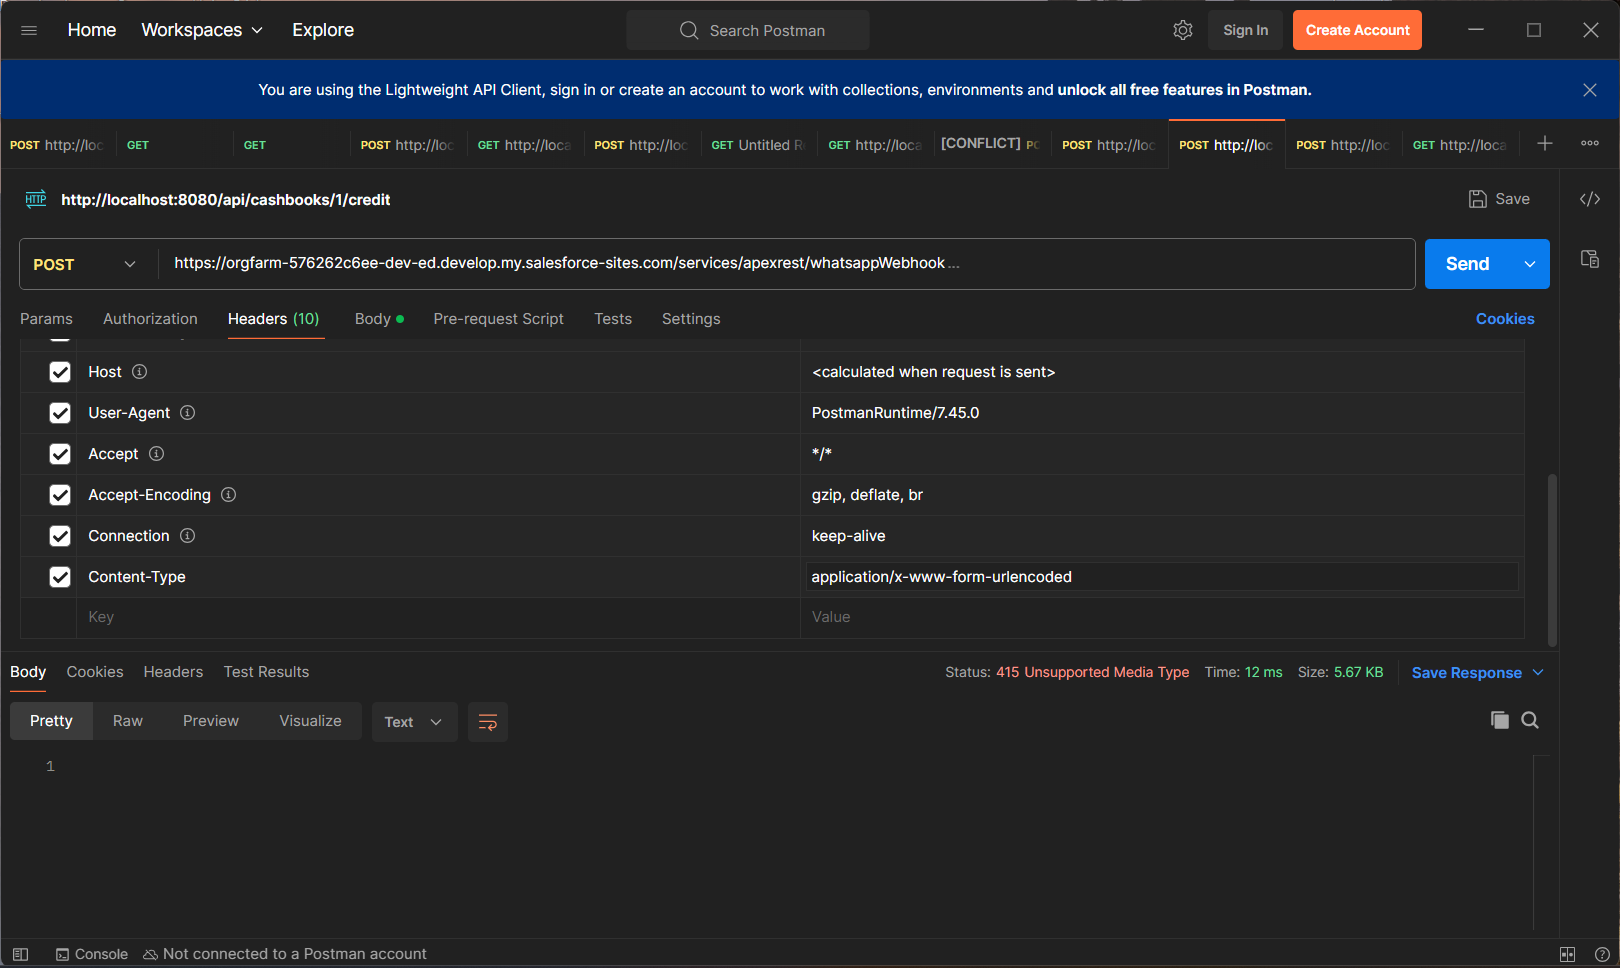 Home Workspaces Explore Search Postman Sign In Create Account
You are using the Lightweight API Client, sign in or create an account to work with collections, environments and unlock all free features in Postman.
POST http://loc GET GET POST http://loc GET http://loca POST http://loc GET Untitled R GET http://loca [CONFLICT] PO POST http://loc POST http://loc POST http://loc GET http://loca
HTTP http://localhost:8080/api/cashbooks/1/credit Save
POST https://orgfarm-576262c6ee-dev-ed.develop.my.salesforce-sites.com/services/apexrest/whatsappWebhook ... Send
Params Authorization Headers (10) Body Pre-request Script Tests Settings Cookies
Host <calculated when request is sent>
User-Agent PostmanRuntime/7.45.0
Accept */*
Accept-Encoding gzip, deflate, br
Connection keep-alive
Content-Type application/x-www-form-urlencoded
Key Value
Body Cookies Headers Test Results Status: 415 Unsupported Media Type Time: 12 ms Size: 5.67 KB Save Response
Pretty Raw Preview Visualize Text
1
Console Not connected to a Postman account